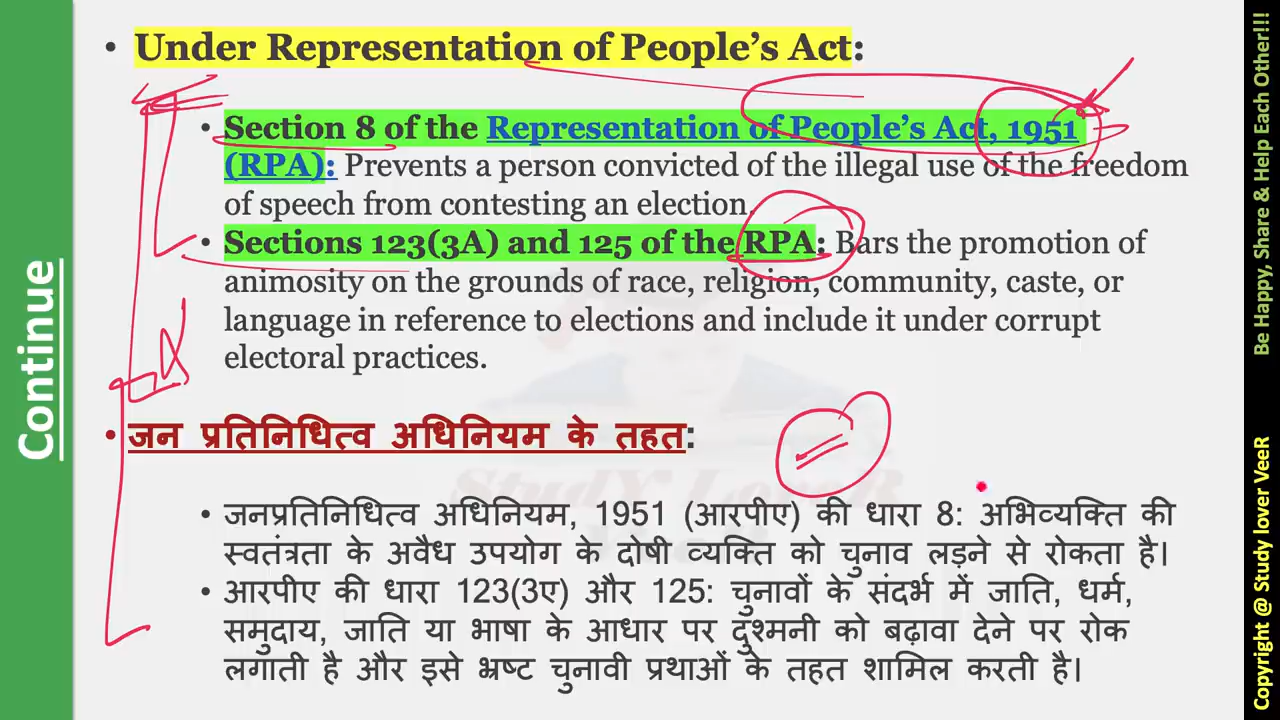 Continue
• Under Representation of People's Act:
• Section 8 of the Representation of People's Act, 1951
(RPA): Prevents a person convicted of the illegal use of the freedom
of speech from contesting an election.
• Sections 123(3A) and 125 of the RPA: Bars the promotion of
animosity on the grounds of race, religion, community, caste, or
language in reference to elections and include it under corrupt
electoral practices.
• जन प्रतिनिधित्व अधिनियम के तहत:
• जनप्रतिनिधित्व अधिनियम, 1951 (आरपीए) की धारा 8: अभिव्यक्ति की
स्वतंत्रता के अवैध उपयोग के दोषी व्यक्ति को चुनाव लड़ने से रोकता है।
• आरपीए की धारा 123(3ए) और 125: चुनावों के संदर्भ में जाति, धर्म,
समुदाय, जाति या भाषा के आधार पर दुश्मनी को बढ़ावा देने पर रोक
लगाती है और इसे भ्रष्ट चुनावी प्रथाओं के तहत शामिल करती है।
StudY LoveR
VeeR
Be Happy, Share & Help Each Other!!!
Copyright @ Study lover VeeR